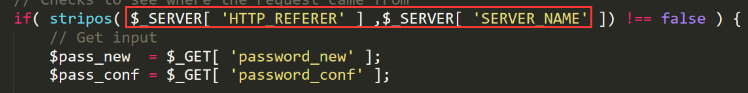 // Checks to see where the request came from
if( stripos( $_SERVER[ 'HTTP_REFERER' ] ,$_SERVER[ 'SERVER_NAME' ]) !== false ) {
// Get input
$pass_new = $_GET[ 'password_new' ];
$pass_conf = $_GET[ 'password_conf' ];